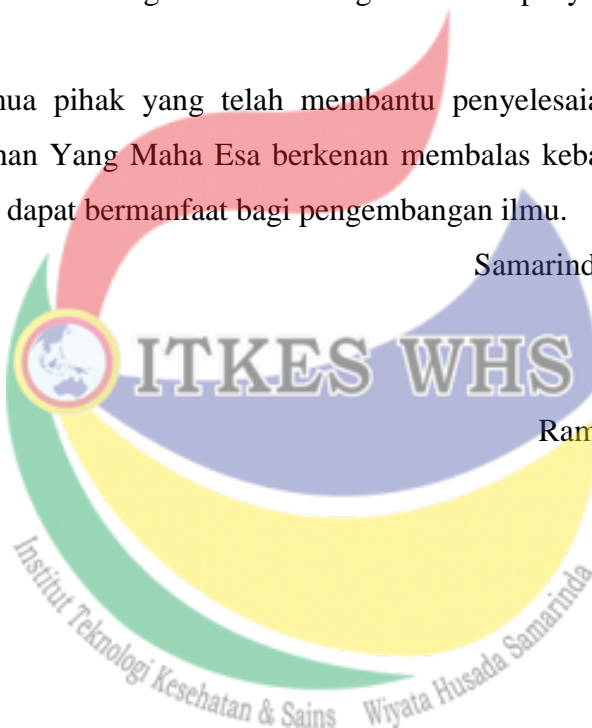 mua pihak yang telah membantu penyelesaia
nan Yang Maha Esa berkenan membalas keba
dapat bermanfaat bagi pengembangan ilmu.
Samarind
ITKES WHS
Ram
Institut Teknologi Kesehatan & Sains Wiyata Husada Samarinda